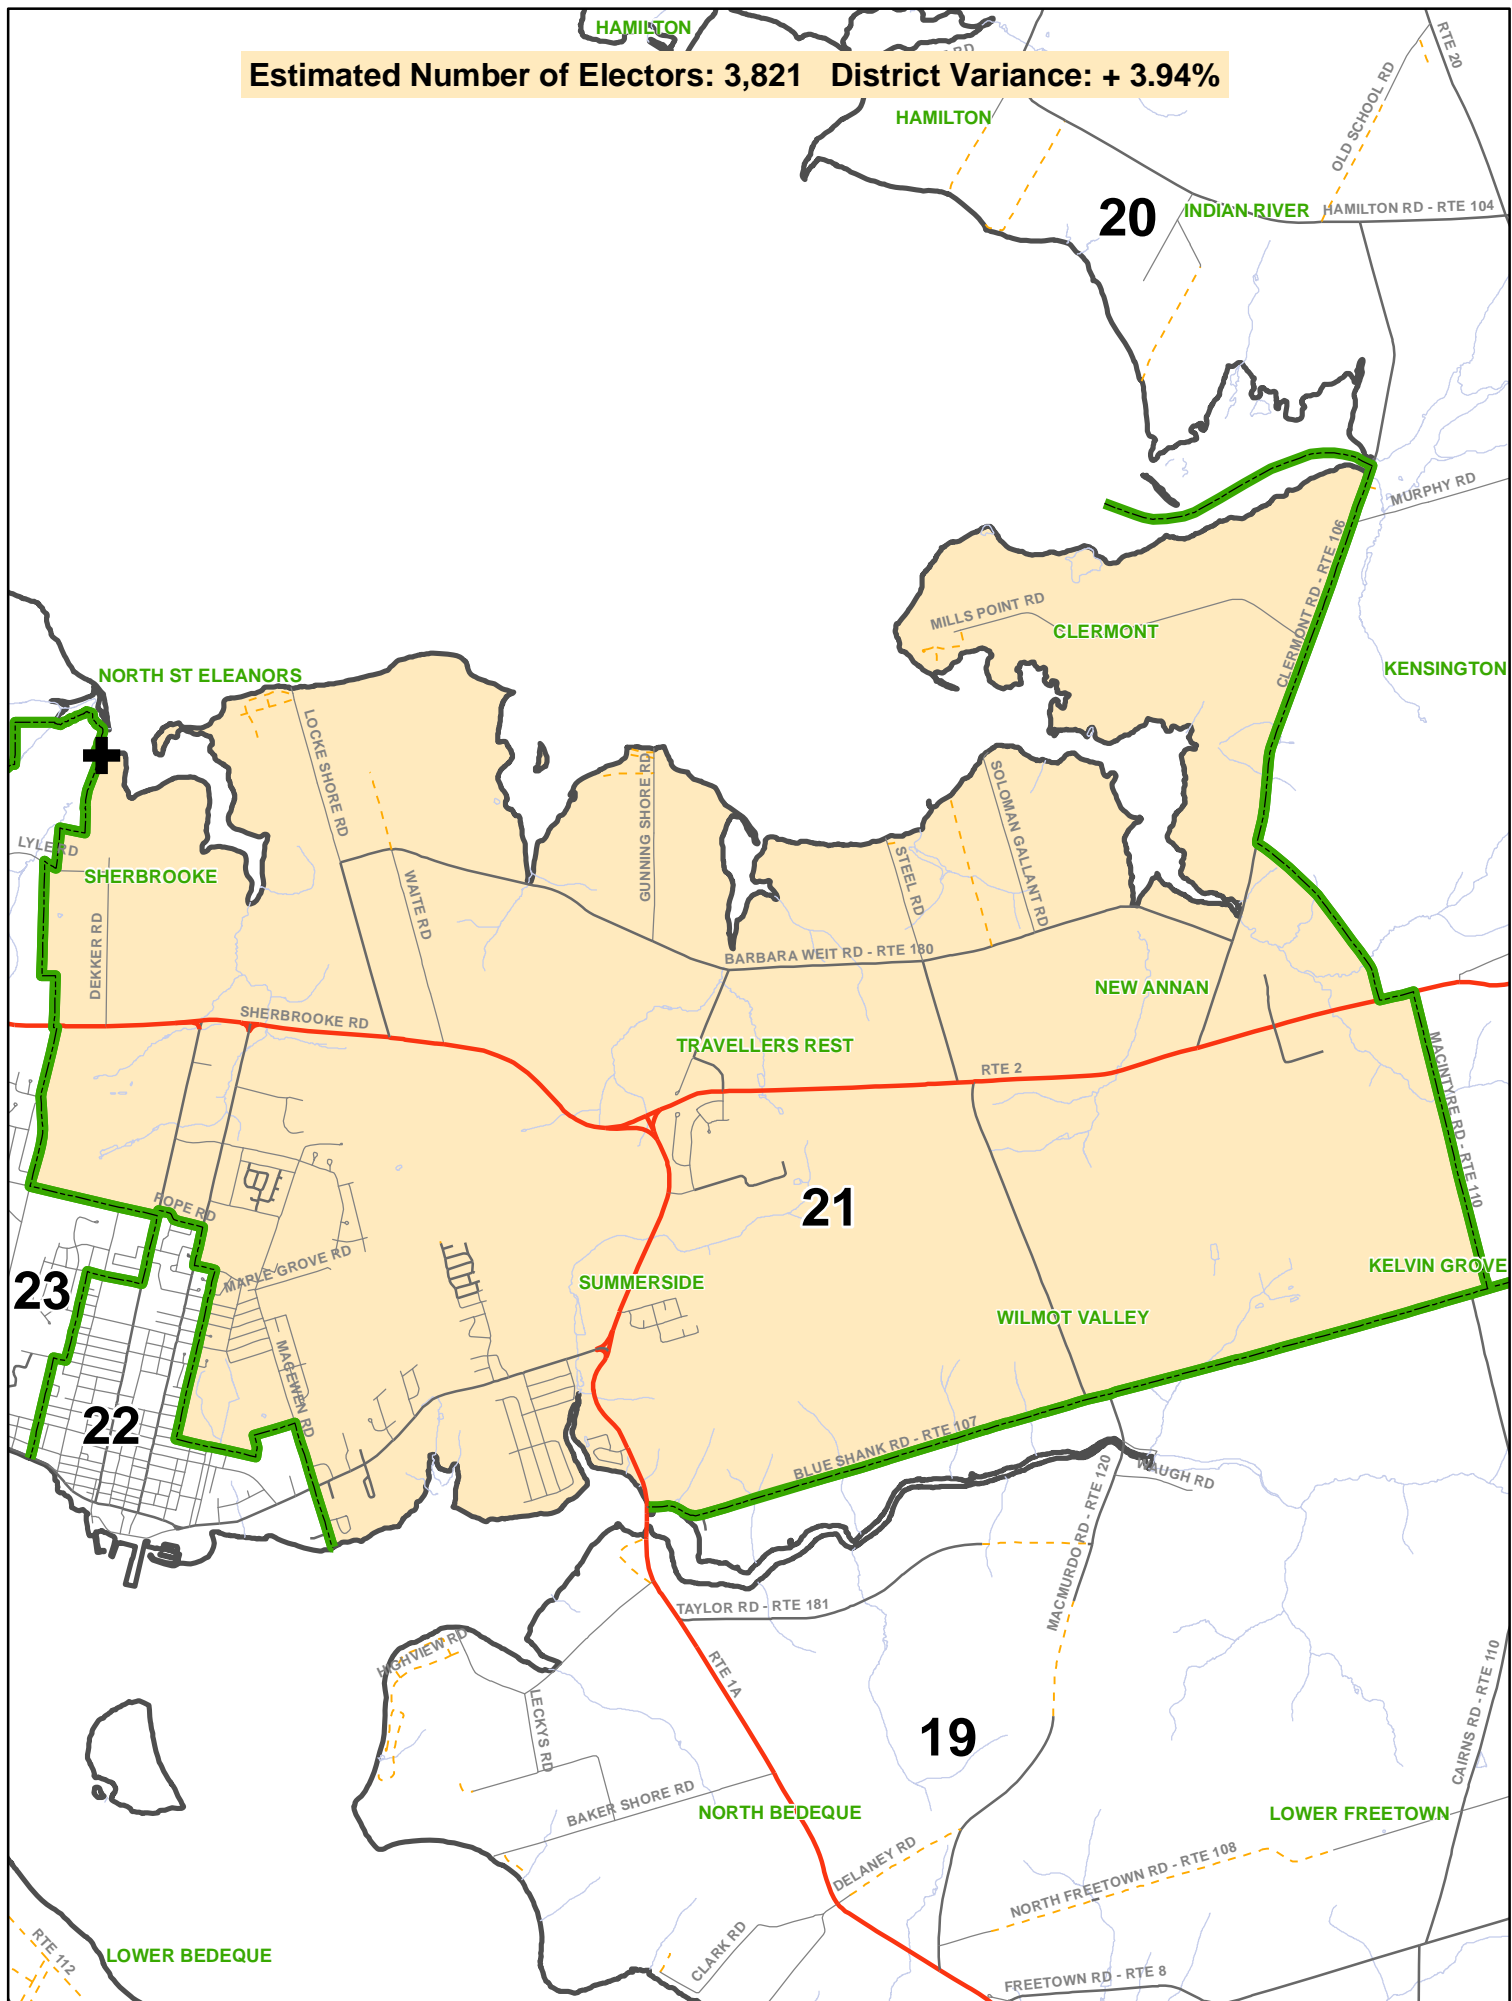 HAMILTON
RD
Estimated Number of Electors: 3,821 District Variance: + 3.94%
RTE 20
OLD SCHOOL RD
HAMILTON
20
INDIAN RIVER
HAMILTON RD - RTE 104
MURPHY RD
CLERMONT RD - RTE 106
MILLS POINT RD
CLERMONT
KENSINGTON
NORTH ST ELEANORS
LOCKE SHORE RD
GUNNING SHORE RD
SOLOMAN GALLANT RD
LYLE RD
SHERBROOKE
WAITE RD
STEEL RD
DEKKER RD
BARBARA WEIT RD - RTE 180
NEW ANNAN
SHERBROOKE RD
TRAVELLERS REST
RTE 2
MACINTYRE RD - RTE 110
POPE RD
21
MAPLE GROVE RD
23
SUMMERSIDE
KELVIN GROVE
WILMOT VALLEY
MACEWEN RD
22
BLUE SHANK RD - RTE 107
WAUGH RD
MACMURDO RD - RTE 120
TAYLOR RD - RTE 181
HIGHVIEW RD
RTE 1A
LECKYS RD
19
CAIRNS RD - RTE 110
BAKER SHORE RD
NORTH BEDEQUE
LOWER FREETOWN
DELANEY RD
NORTH FREETOWN RD - RTE 108
CLARK RD
RTE 112
LOWER BEDEQUE
FREETOWN RD - RTE 8